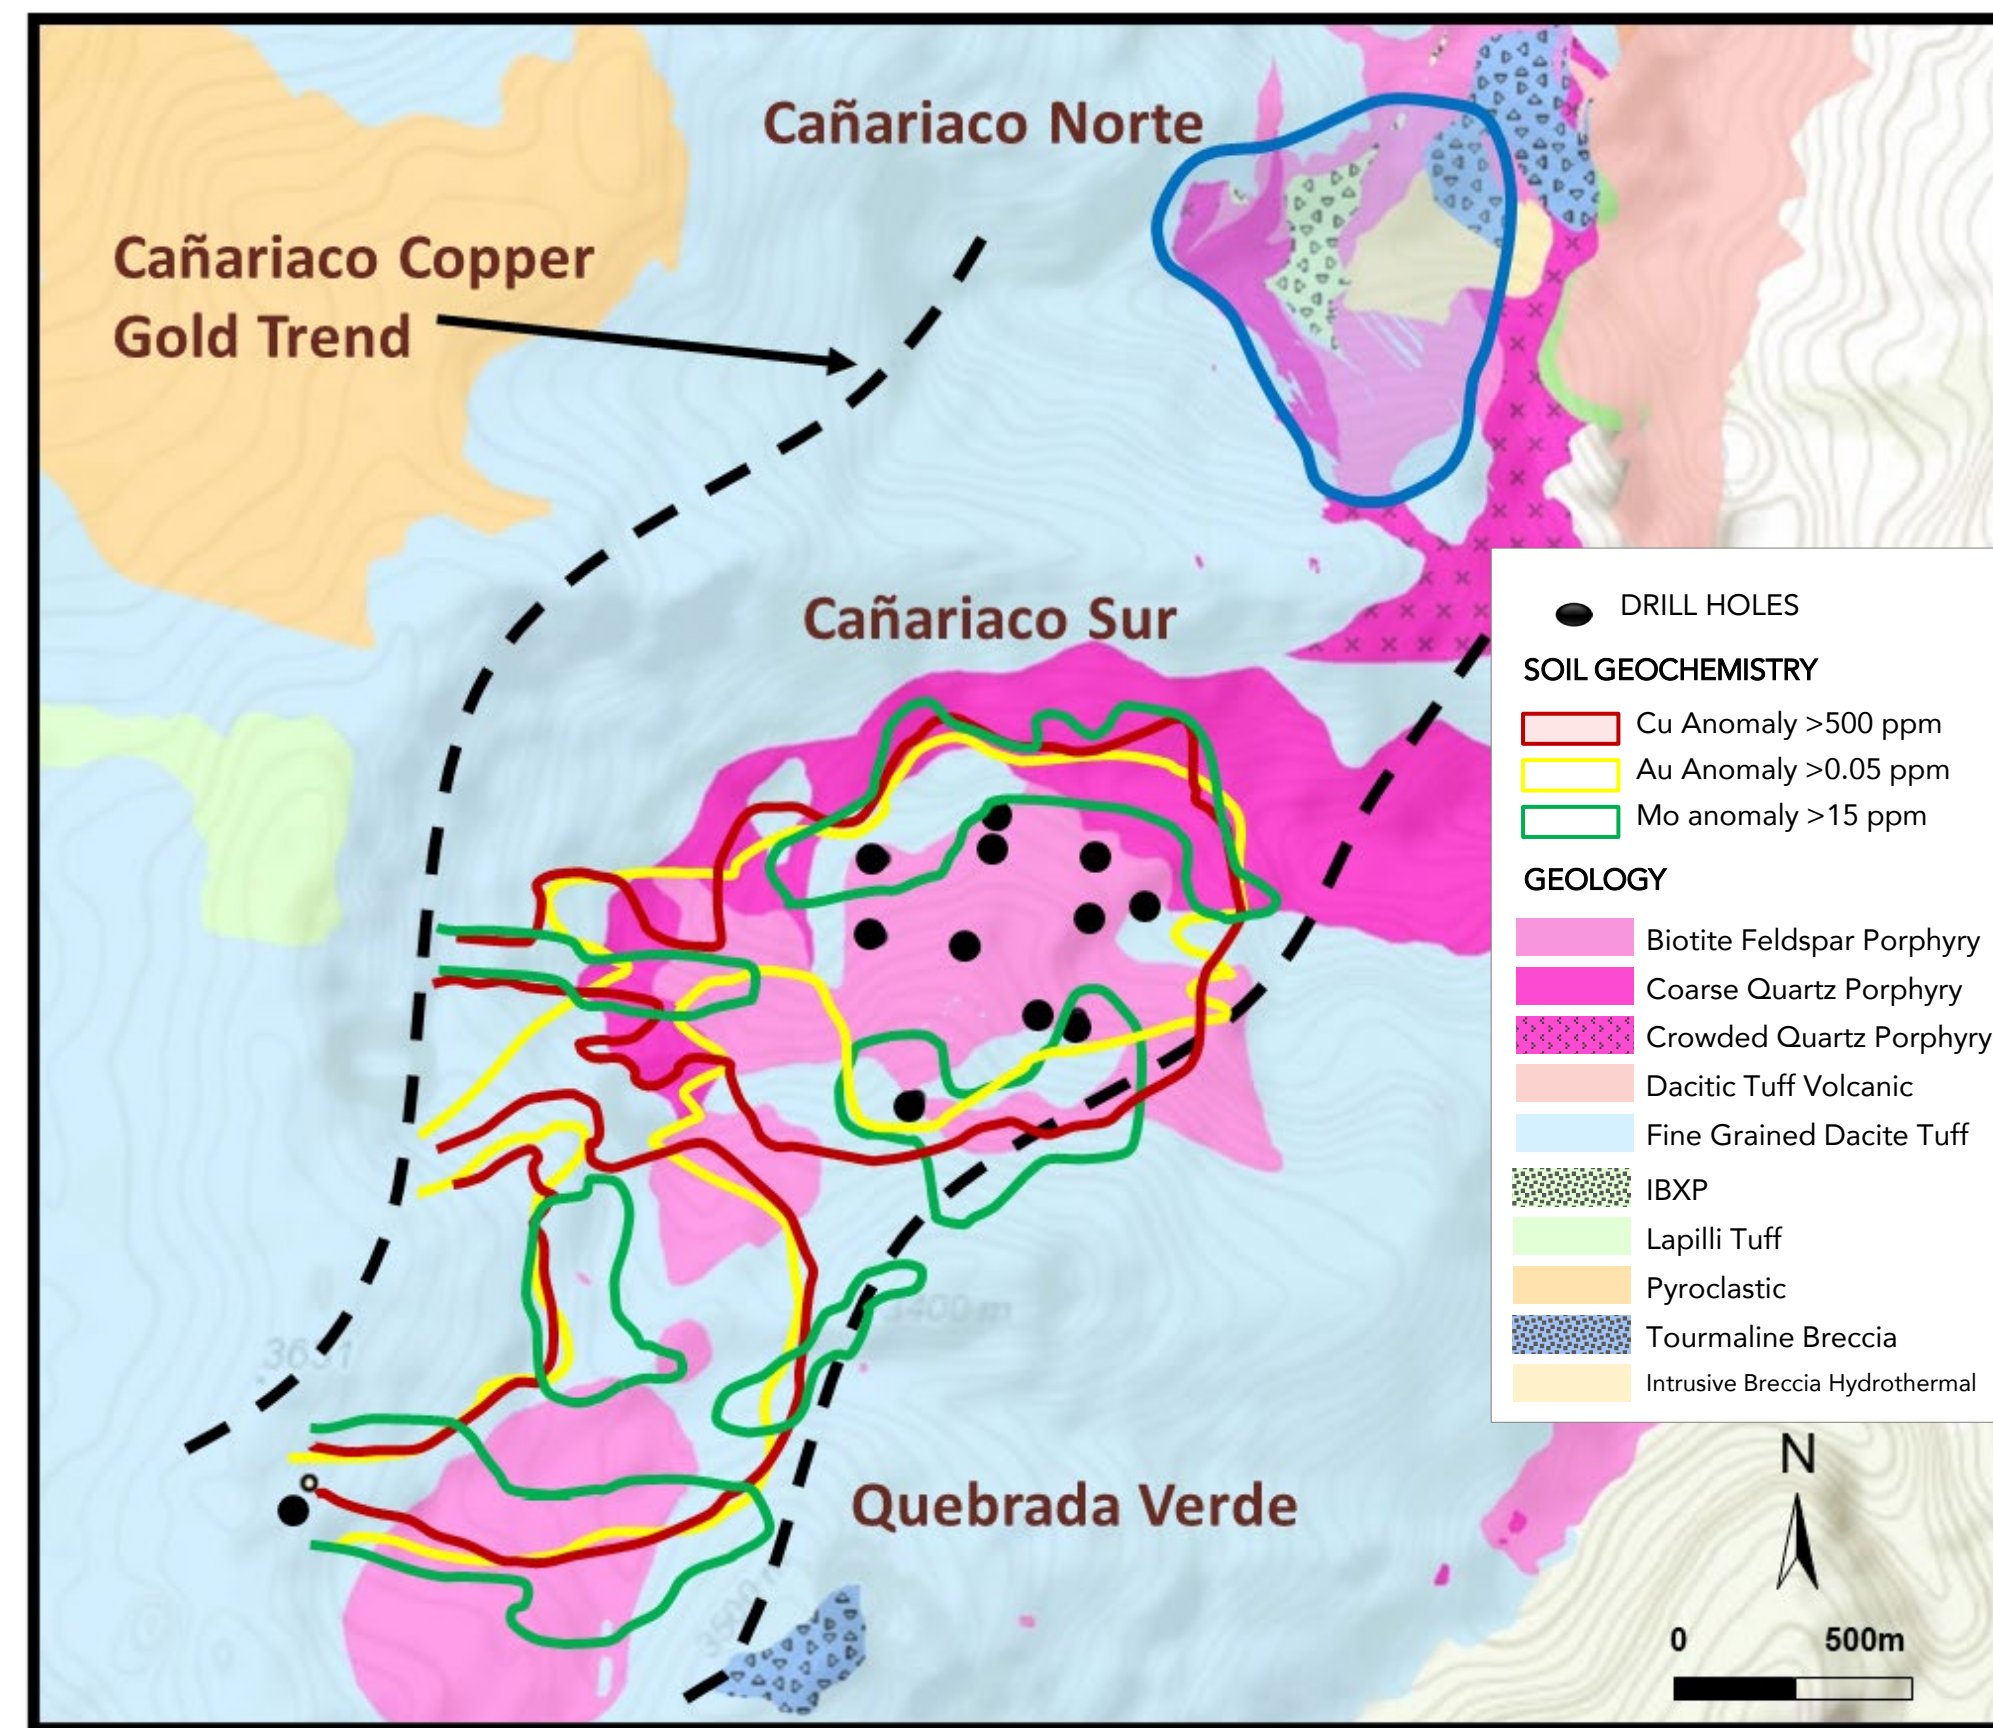 Cañariaco Norte
Cañariaco Copper
Gold Trend
Cañariaco Sur
DRILL HOLES
SOIL GEOCHEMISTRY
Cu Anomaly >500 ppm
Au Anomaly >0.05 ppm
Mo anomaly >15 ppm
GEOLOGY
Biotite Feldspar Porphyry
Coarse Quartz Porphyry
Crowded Quartz Porphyry
Dacitic Tuff Volcanic
Fine Grained Dacite Tuff
IBXP
Lapilli Tuff
Pyroclastic
Tourmaline Breccia
Intrusive Breccia Hydrothermal
3400 m
3631
Quebrada Verde
N
0 500m